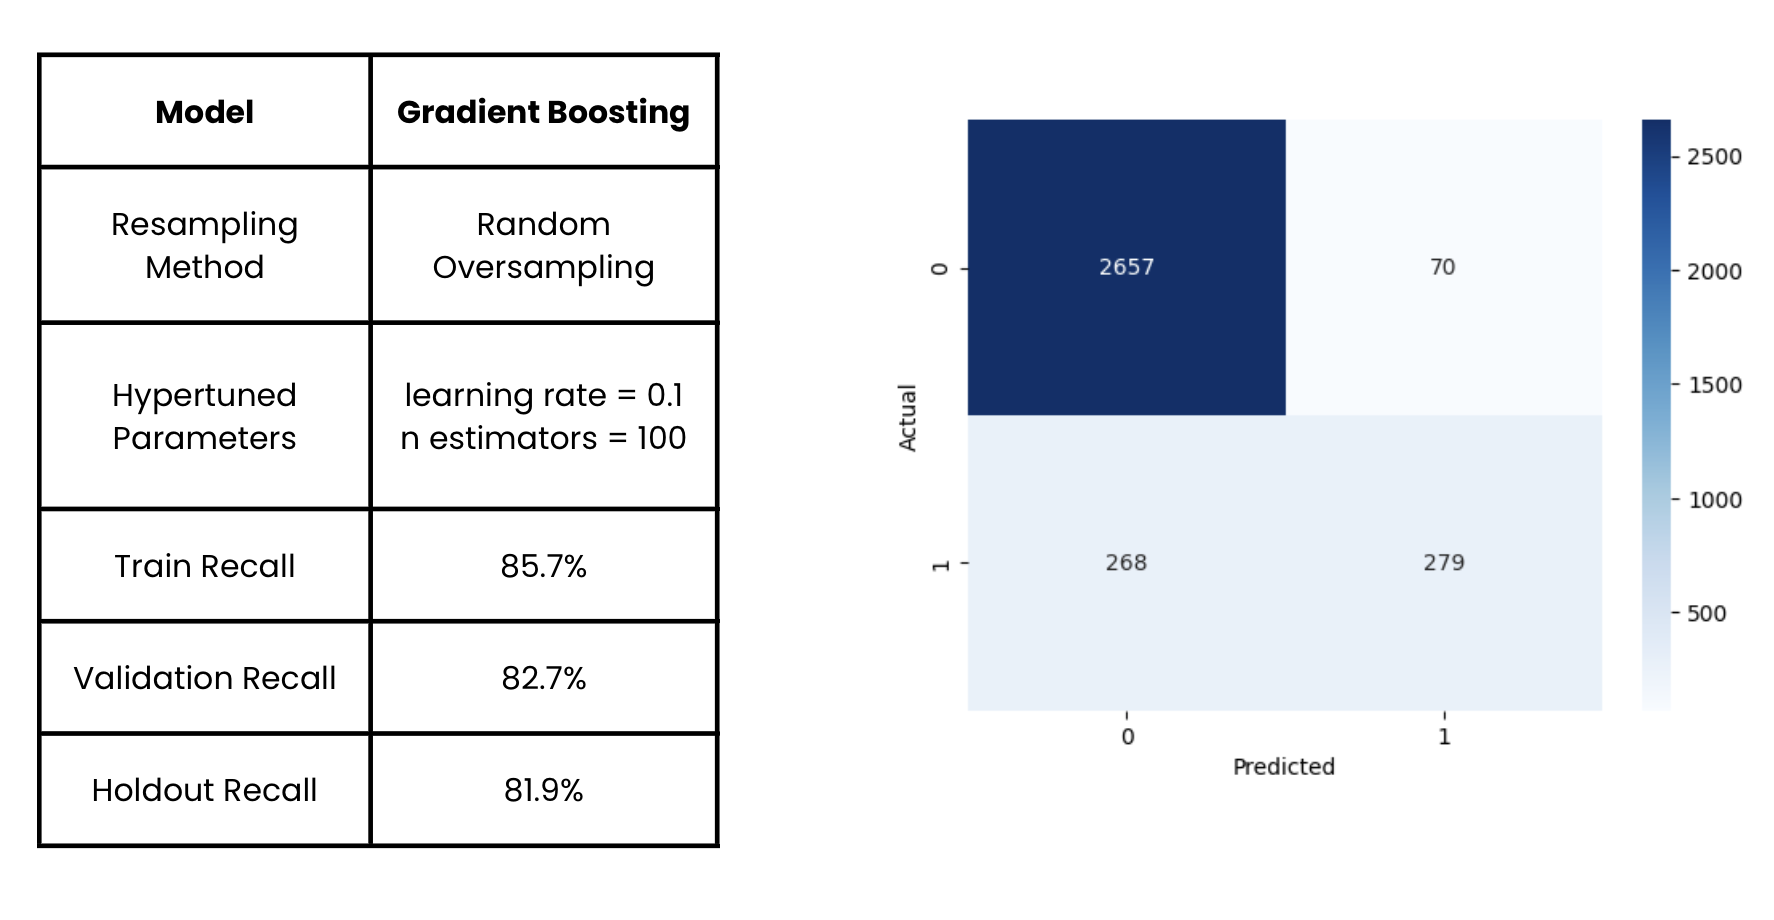 Model
Gradient Boosting
Resampling
Method
Random
Oversampling
Hypertuned
Parameters
learning rate = 0.1
n estimators = 100
Train Recall
85.7%
Validation Recall
82.7%
Holdout Recall
81.9%
Actual
0
1
2657
70
268
279
0
1
Predicted
2500
2000
1500
1000
500